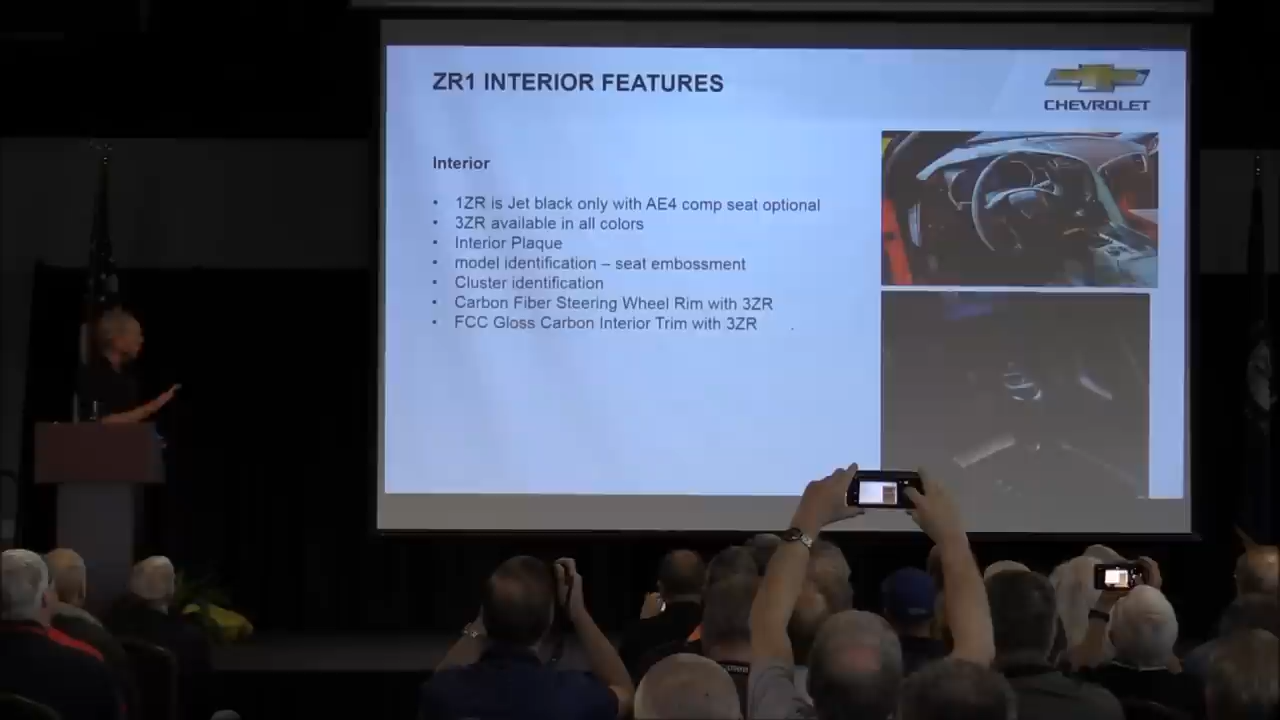 ZR1 INTERIOR FEATURES
CHEVROLET
Interior
• 1ZR is Jet black only with AE4 comp seat optional
• 3ZR available in all colors
• Interior Plaque
• model identification – seat embossment
• Cluster identification
• Carbon Fiber Steering Wheel Rim with 3ZR
• FCC Gloss Carbon Interior Trim with 3ZR